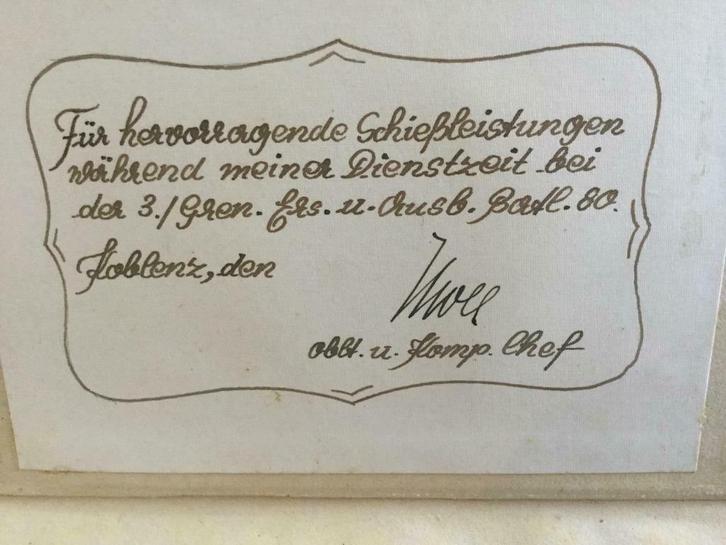 Für hervorragende Schießleistungen
während meiner Dienstzeit bei
der 3./Gren. Ers. u. Ausb. Batl. 80.
Koblenz, den
Oblt. u. Komp. Chef